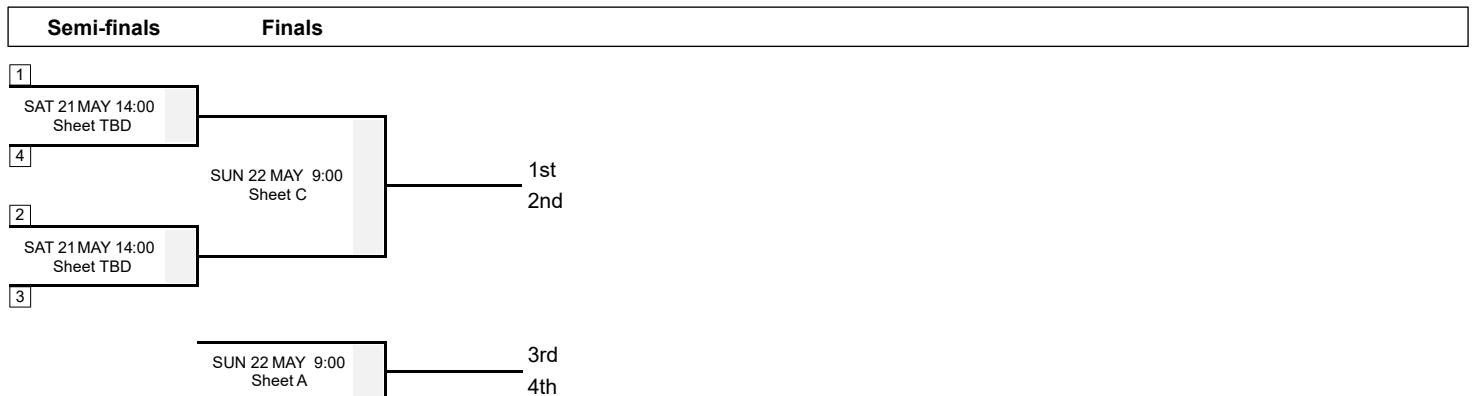 Semi-finals Finals
1
SAT 21 MAY 14:00
Sheet TBD
4
SUN 22 MAY 9:00
Sheet C
1st
2nd
2
SAT 21 MAY 14:00
Sheet TBD
3
SUN 22 MAY 9:00
Sheet A
3rd
4th